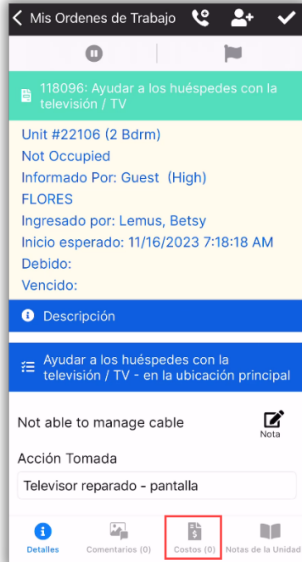 Mis Ordenes de Trabajo
118096: Ayudar a los huéspedes con la
televisión / TV
Unit #22106 (2 Bdrm)
Not Occupied
Informado Por: Guest (High)
FLORES
Ingresado por: Lemus, Betsy
Inicio esperado: 11/16/2023 7:18:18 AM
Debido:
Vencido:
Descripción
Ayudar a los huéspedes con la
televisión / TV - en la ubicación principal
Not able to manage cable
Nota
Acción Tomada
Televisor reparado - pantalla
Detalles
Comentarios (0)
Costos (0)
Notas de la Unidad